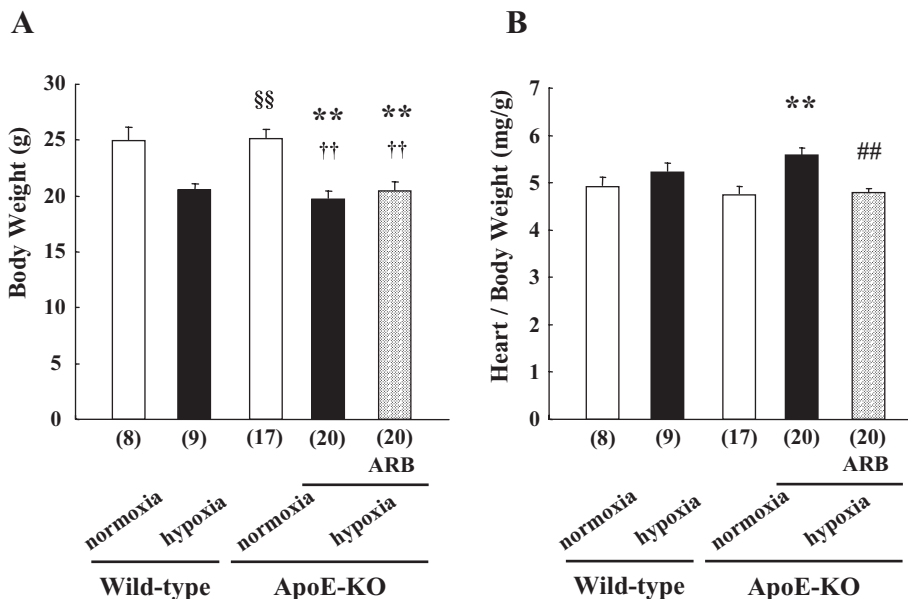 A
Body Weight (g)
30
25
20
15
10
5
0
§§
**
††
**
††
(8)
(9)
(17)
(20)
(20)
ARB
normoxia
hypoxia
normoxia
hypoxia
Wild-type
ApoE-KO
B
Heart / Body Weight (mg/g)
7
6
5
4
3
2
1
0
**
##
(8)
(9)
(17)
(20)
(20)
ARB
normoxia
hypoxia
normoxia
hypoxia
Wild-type
ApoE-KO